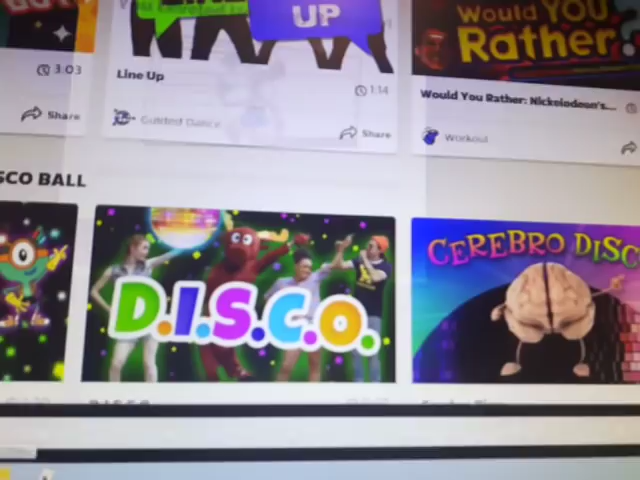 UP
Would YOU
Rather?
3:03
Line Up
1:14
Would You Rather: Nickelodeon's...
Share
Guided Dance
Share
Workout
SCO BALL
D.I.S.C.O.
CEREBRO DISC